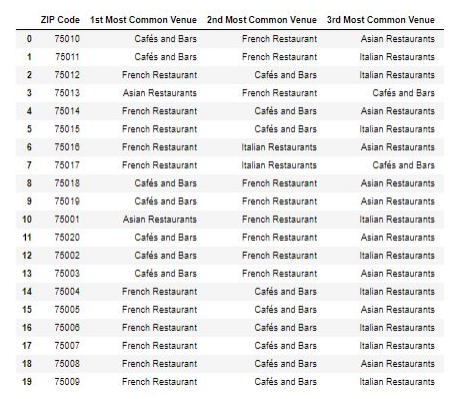 ZIP Code 1st Most Common Venue 2nd Most Common Venue 3rd Most Common Venue
0 75010 Cafés and Bars French Restaurant Asian Restaurants
1 75011 Cafés and Bars French Restaurant Italian Restaurants
2 75012 French Restaurant Cafés and Bars Italian Restaurants
3 75013 Asian Restaurants French Restaurant Cafés and Bars
4 75014 French Restaurant Cafés and Bars Asian Restaurants
5 75015 French Restaurant Cafés and Bars Italian Restaurants
6 75016 French Restaurant Italian Restaurants Asian Restaurants
7 75017 French Restaurant Italian Restaurants Cafés and Bars
8 75018 Cafés and Bars French Restaurant Asian Restaurants
9 75019 Cafés and Bars French Restaurant Asian Restaurants
10 75001 Asian Restaurants French Restaurant Italian Restaurants
11 75020 Cafés and Bars French Restaurant Asian Restaurants
12 75002 Cafés and Bars French Restaurant Italian Restaurants
13 75003 Cafés and Bars French Restaurant Asian Restaurants
14 75004 French Restaurant Cafés and Bars Italian Restaurants
15 75005 French Restaurant Cafés and Bars Asian Restaurants
16 75006 French Restaurant Cafés and Bars Italian Restaurants
17 75007 French Restaurant Cafés and Bars Italian Restaurants
18 75008 French Restaurant Cafés and Bars Asian Restaurants
19 75009 French Restaurant Cafés and Bars Italian Restaurants